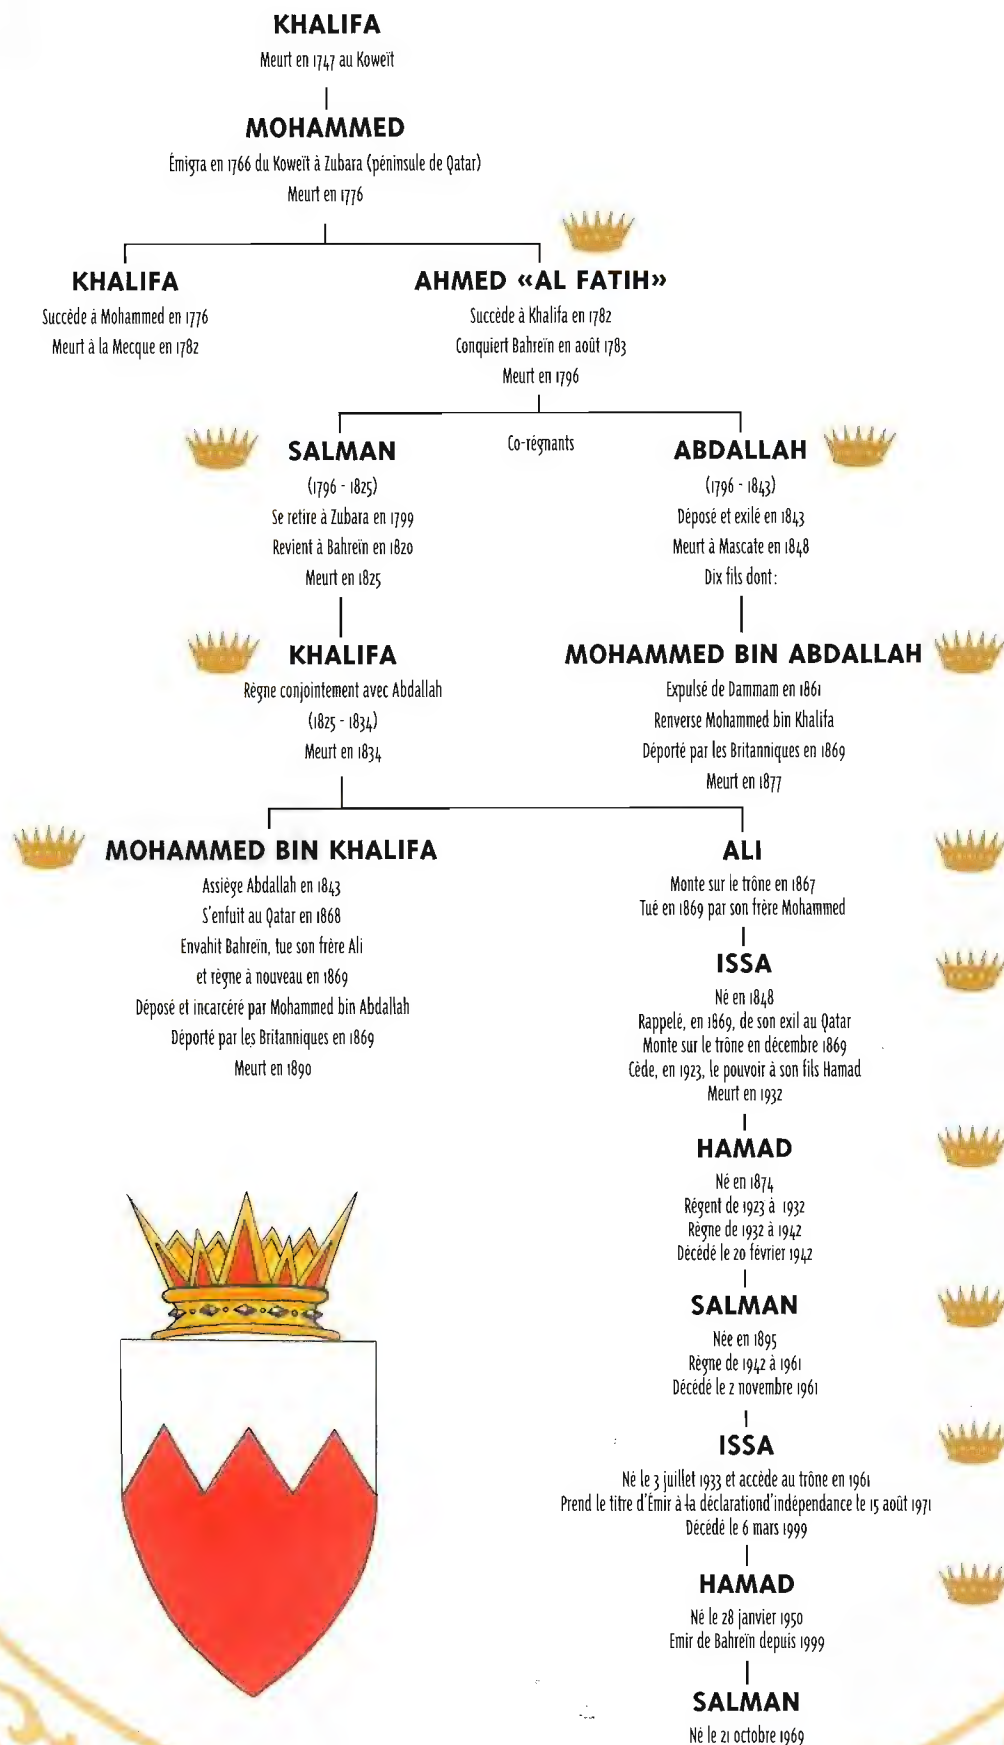 KHALIFA
Meurt en 1747 au Koweït
MOHAMMED
Émigra en 1766 du Koweït à Zubara (péninsule de Qatar)
Meurt en 1776
KHALIFA
Succède à Mohammed en 1776
Meurt à la Mecque en 1782
AHMED «AL FATIH»
Succède à Khalifa en 1782
Conquiert Bahreïn en août 1783
Meurt en 1796
Co-régnants
SALMAN
(1796 - 1825)
Se retire à Zubara en 1799
Revient à Bahreïn en 1820
Meurt en 1825
ABDALLAH
(1796 - 1843)
Déposé et exilé en 1843
Meurt à Mascate en 1848
Dix fils dont :
KHALIFA
Règne conjointement avec Abdallah
(1825 - 1834)
Meurt en 1834
MOHAMMED BIN ABDALLAH
Expulsé de Dammam en 1861
Renverse Mohammed bin Khalifa
Déporté par les Britanniques en 1869
Meurt en 1877
MOHAMMED BIN KHALIFA
Assiège Abdallah en 1843
S'enfuit au Qatar en 1868
Envahit Bahreïn, tue son frère Ali
et règne à nouveau en 1869
Déposé et incarcéré par Mohammed bin Abdallah
Déporté par les Britanniques en 1869
Meurt en 1890
ALI
Monte sur le trône en 1867
Tué en 1869 par son frère Mohammed
ISSA
Né en 1848
Rappelé, en 1869, de son exil au Qatar
Monte sur le trône en décembre 1869
Cède, en 1923, le pouvoir à son fils Hamad
Meurt en 1932
HAMAD
Né en 1874
Régent de 1923 à 1932
Règne de 1932 à 1942
Décédé le 20 février 1942
SALMAN
Née en 1895
Règne de 1942 à 1961
Décédé le 2 novembre 1961
ISSA
Né le 3 juillet 1933 et accède au trône en 1961
Prend le titre d'Émir à la déclarationd'indépendance le 15 août 1971
Décédé le 6 mars 1999
HAMAD
Né le 28 janvier 1950
Emir de Bahreïn depuis 1999
SALMAN
Né le 21 octobre 1969